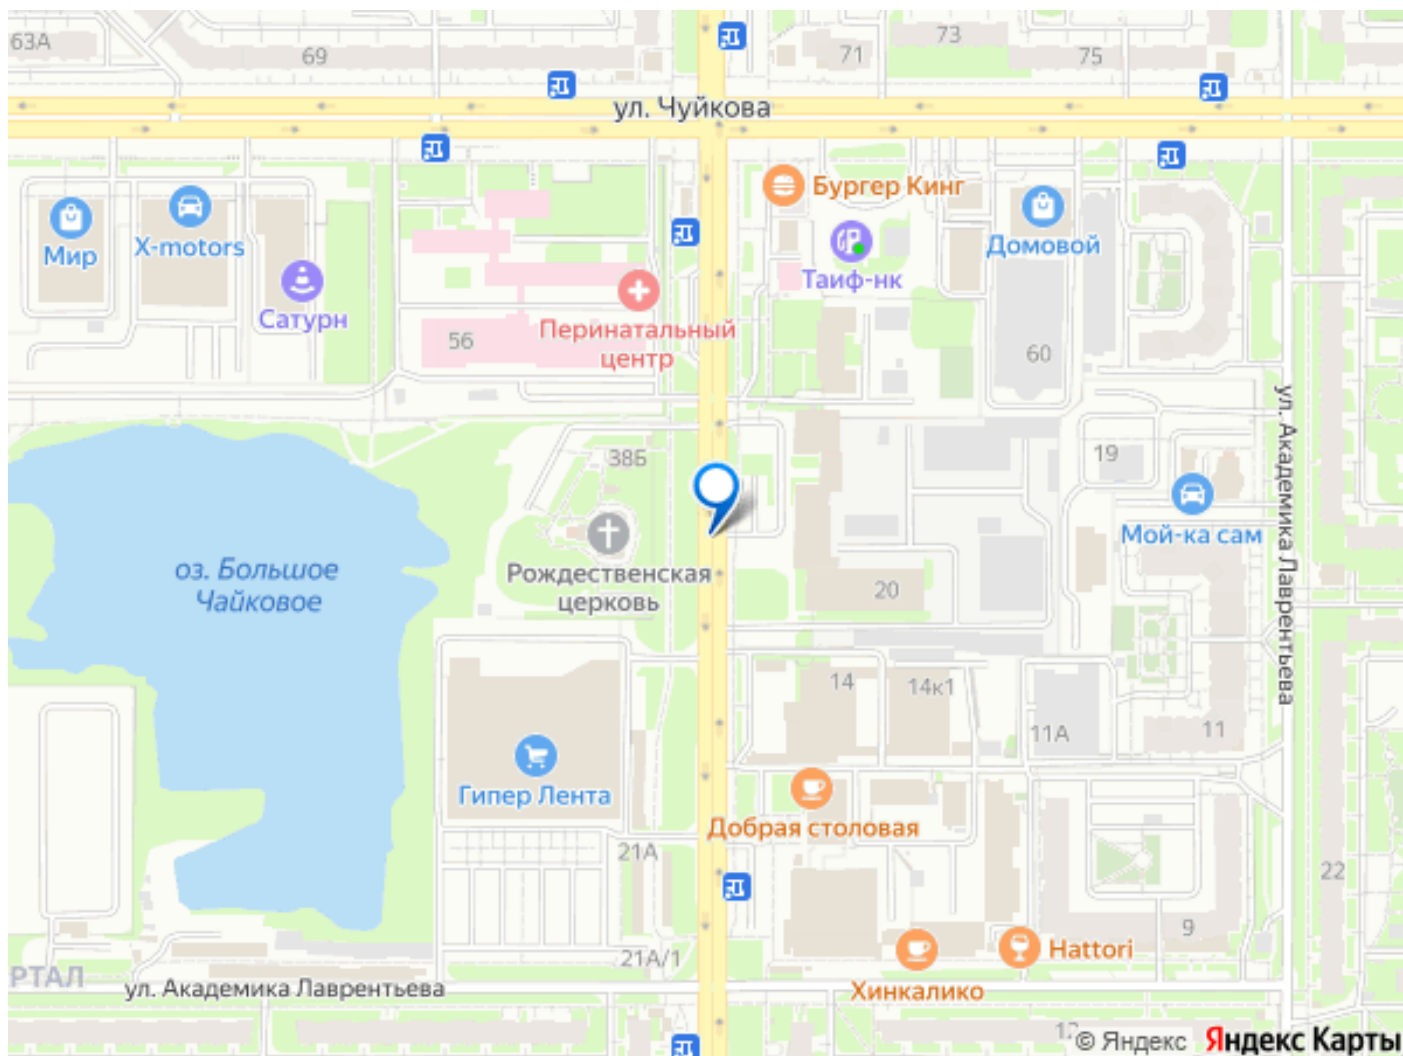 63А
69
71
73
75
ул. Чуйкова
Бургер Кинг
Мир
X-motors
Домовой
Таиф-нк
Сатурн
Перинатальный
центр
56
60
ул. Академика Лаврентьева
38Б
19
Мой-ка сам
оз. Большое
Чайковое
Рождественская
церковь
20
14
14к1
11А
11
Гипер Лента
Добрая столовая
21А
22
9
21А/1
Hattori
РТАЛ
ул. Академика Лаврентьева
Хинкалико
© Яндекс Яндекс Карты